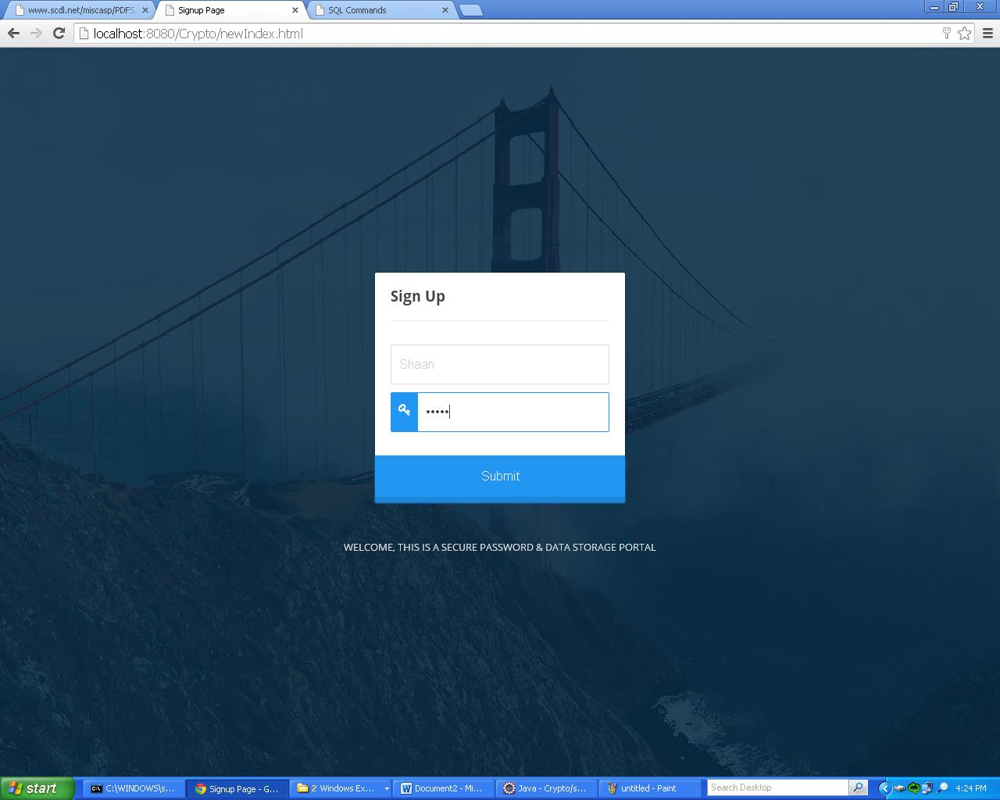 www.scdl.net/miscasp/PDFS,
Signup Page
SQL Commands
localhost:8080/Crypto/newIndex.html
Sign Up
Shaan
•••••
Submit
WELCOME, THIS IS A SECURE PASSWORD & DATA STORAGE PORTAL
start
C:\WINDOWS\s...
Signup Page - G...
2 Windows Ex...
Document2 - Mi...
Java - Crypto/s...
untitled - Paint
Search Desktop
4:24 PM